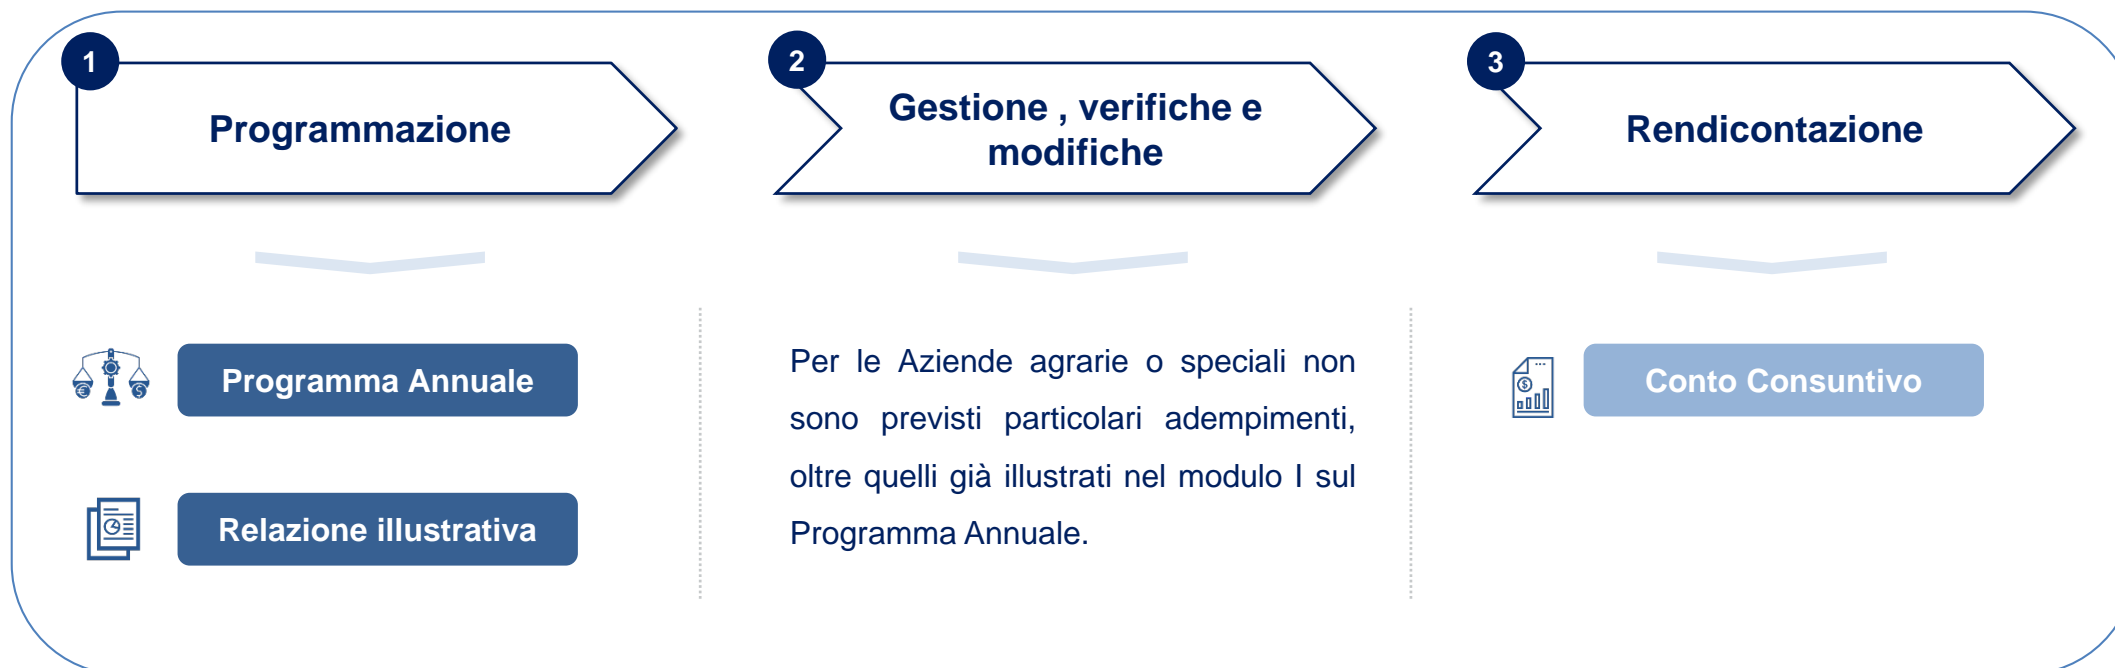 1
Programmazione
Programma Annuale
Relazione illustrativa
2
Gestione , verifiche e
modifiche
Per le Aziende agrarie o speciali non
sono previsti particolari adempimenti,
oltre quelli già illustrati nel modulo I sul
Programma Annuale.
3
Rendicontazione
Conto Consuntivo